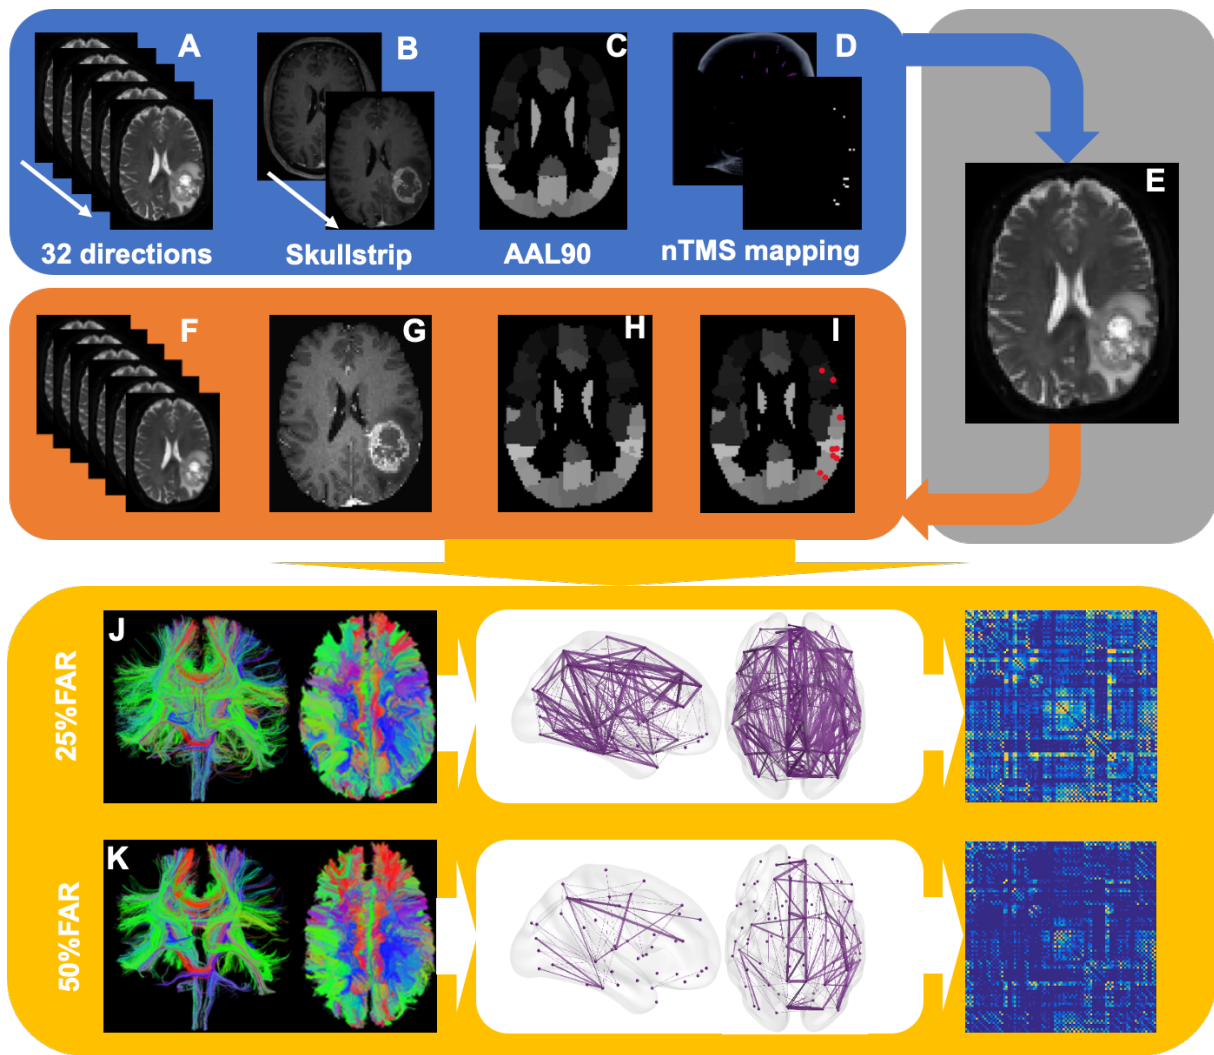 A
B
C
D
32 directions
Skullstrip
AAL90
nTMS mapping
E
F
G
H
I
J
25%FAR
K
50%FAR